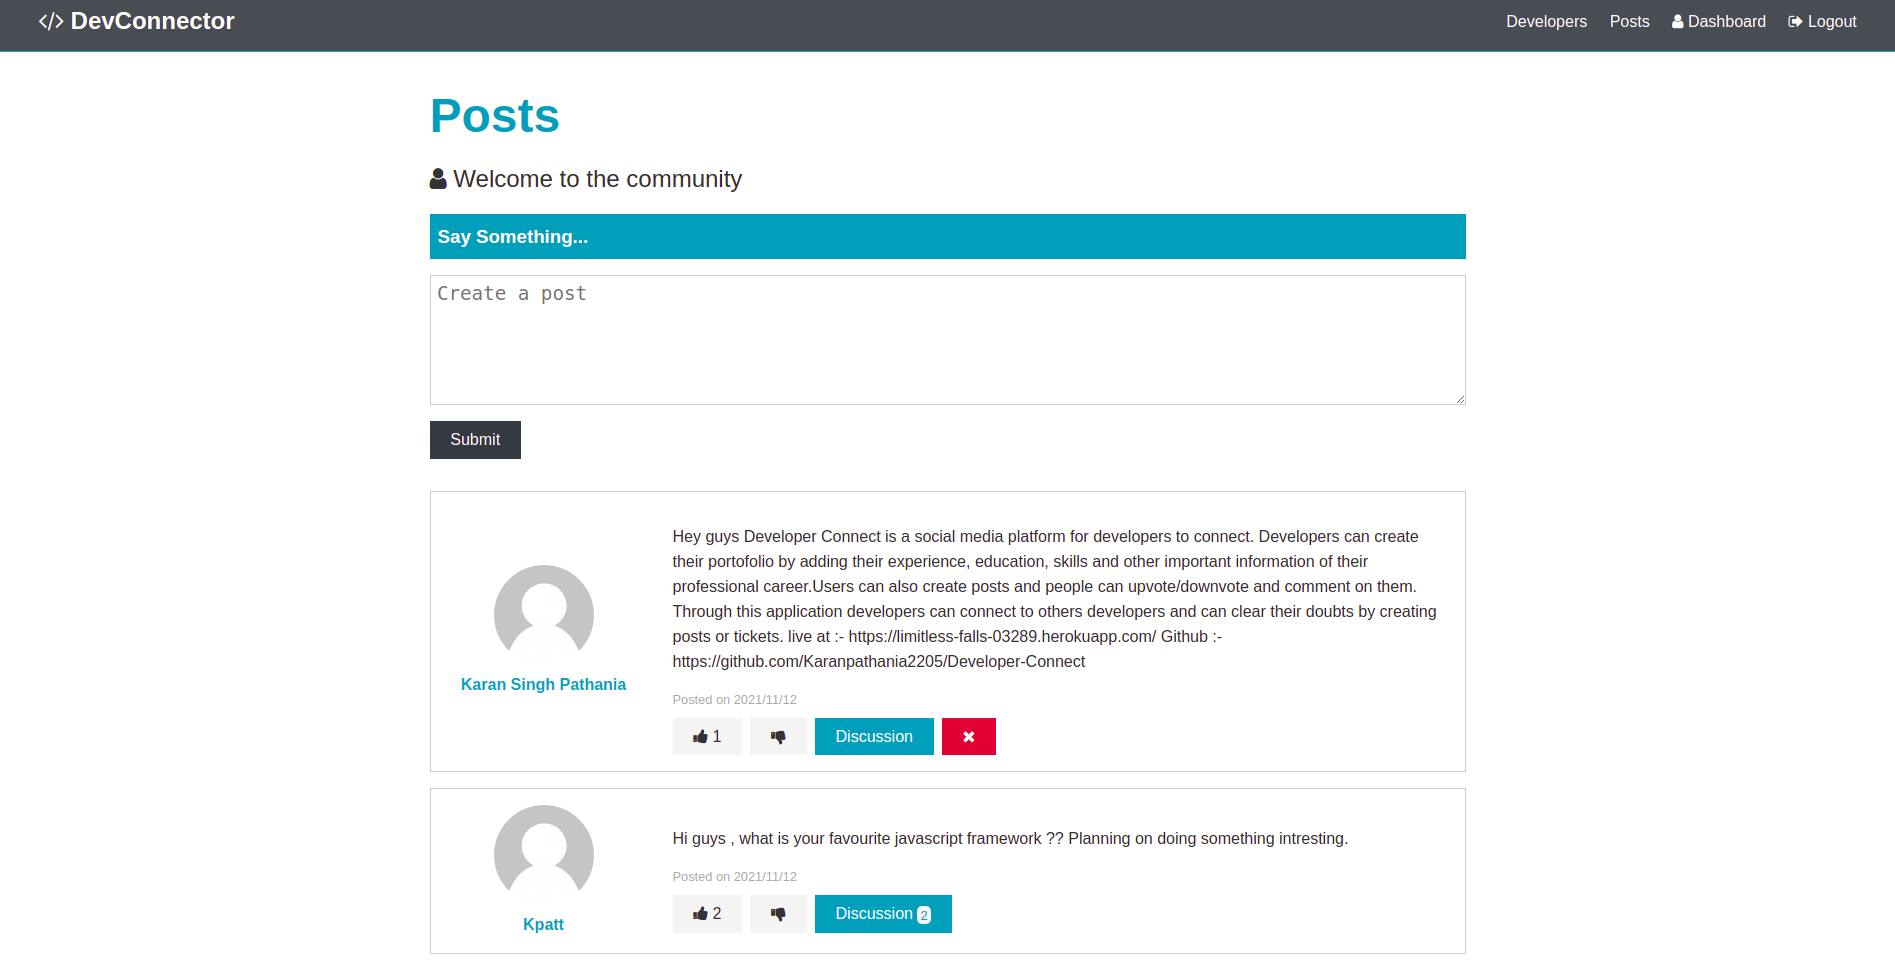 DevConnector
Developers Posts Dashboard Logout
Posts
Welcome to the community
Say Something...
Create a post
Submit
Hey guys Developer Connect is a social media platform for developers to connect. Developers can create
their portofolio by adding their experience, education, skills and other important information of their
professional career.Users can also create posts and people can upvote/downvote and comment on them.
Through this application developers can connect to others developers and can clear their doubts by creating
posts or tickets. live at :- https://limitless-falls-03289.herokuapp.com/ Github :-
https://github.com/Karanpathania2205/Developer-Connect
Karan Singh Pathania
Posted on 2021/11/12
1 Discussion
Hi guys , what is your favourite javascript framework ?? Planning on doing something intresting.
Posted on 2021/11/12
Kpatt
2 Discussion 2